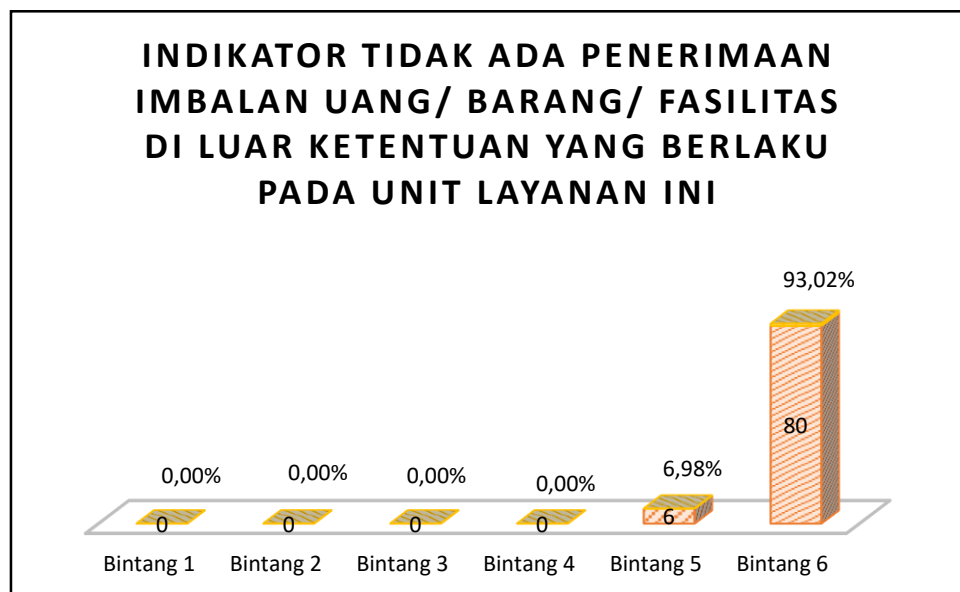 INDIKATOR TIDAK ADA PENERIMAAN
IMBALAN UANG/ BARANG/ FASILITAS
DI LUAR KETENTUAN YANG BERLAKU
PADA UNIT LAYANAN INI
93,02%
0,00% 0,00% 0,00% 0,00% 6,98%
80
0 0 0 0 6
Bintang 1 Bintang 2 Bintang 3 Bintang 4 Bintang 5 Bintang 6